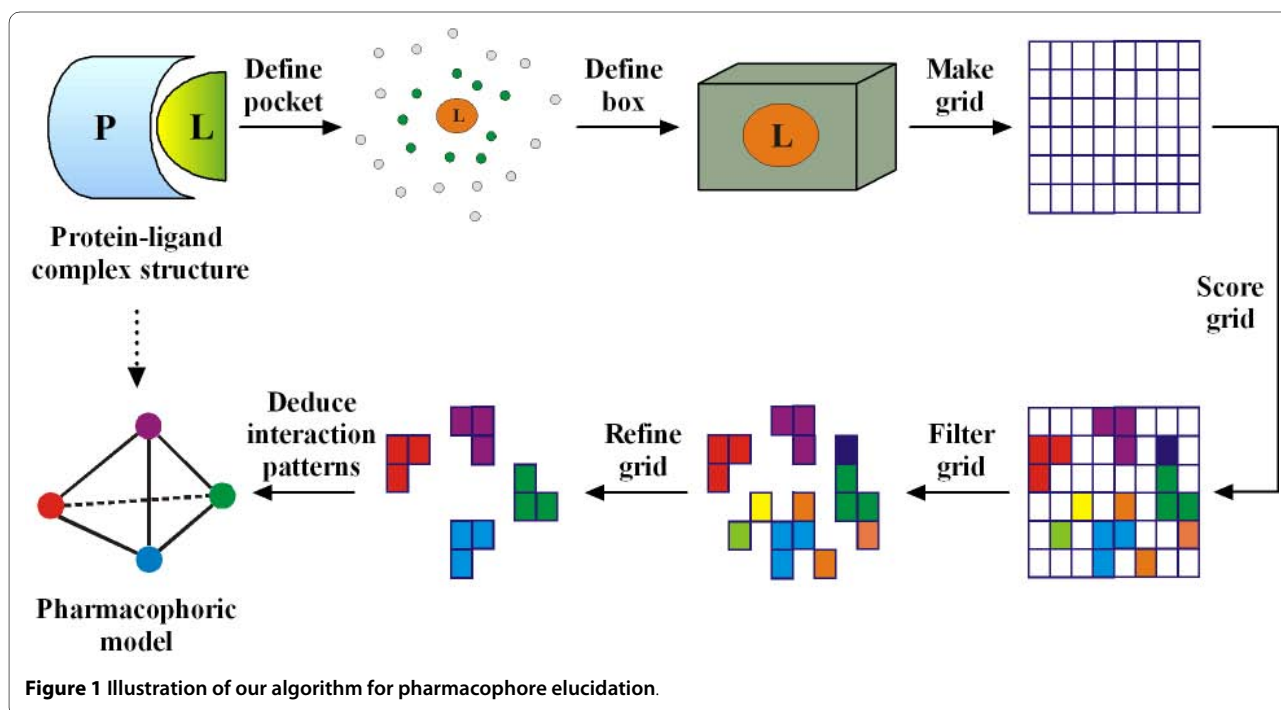 P
L
Define
pocket
L
Define
box
L
Make
grid
Protein-ligand
complex structure
Score
grid
Filter
grid
Refine
grid
Deduce
interaction
patterns
Pharmacophoric
model
Figure 1 Illustration of our algorithm for pharmacophore elucidation.